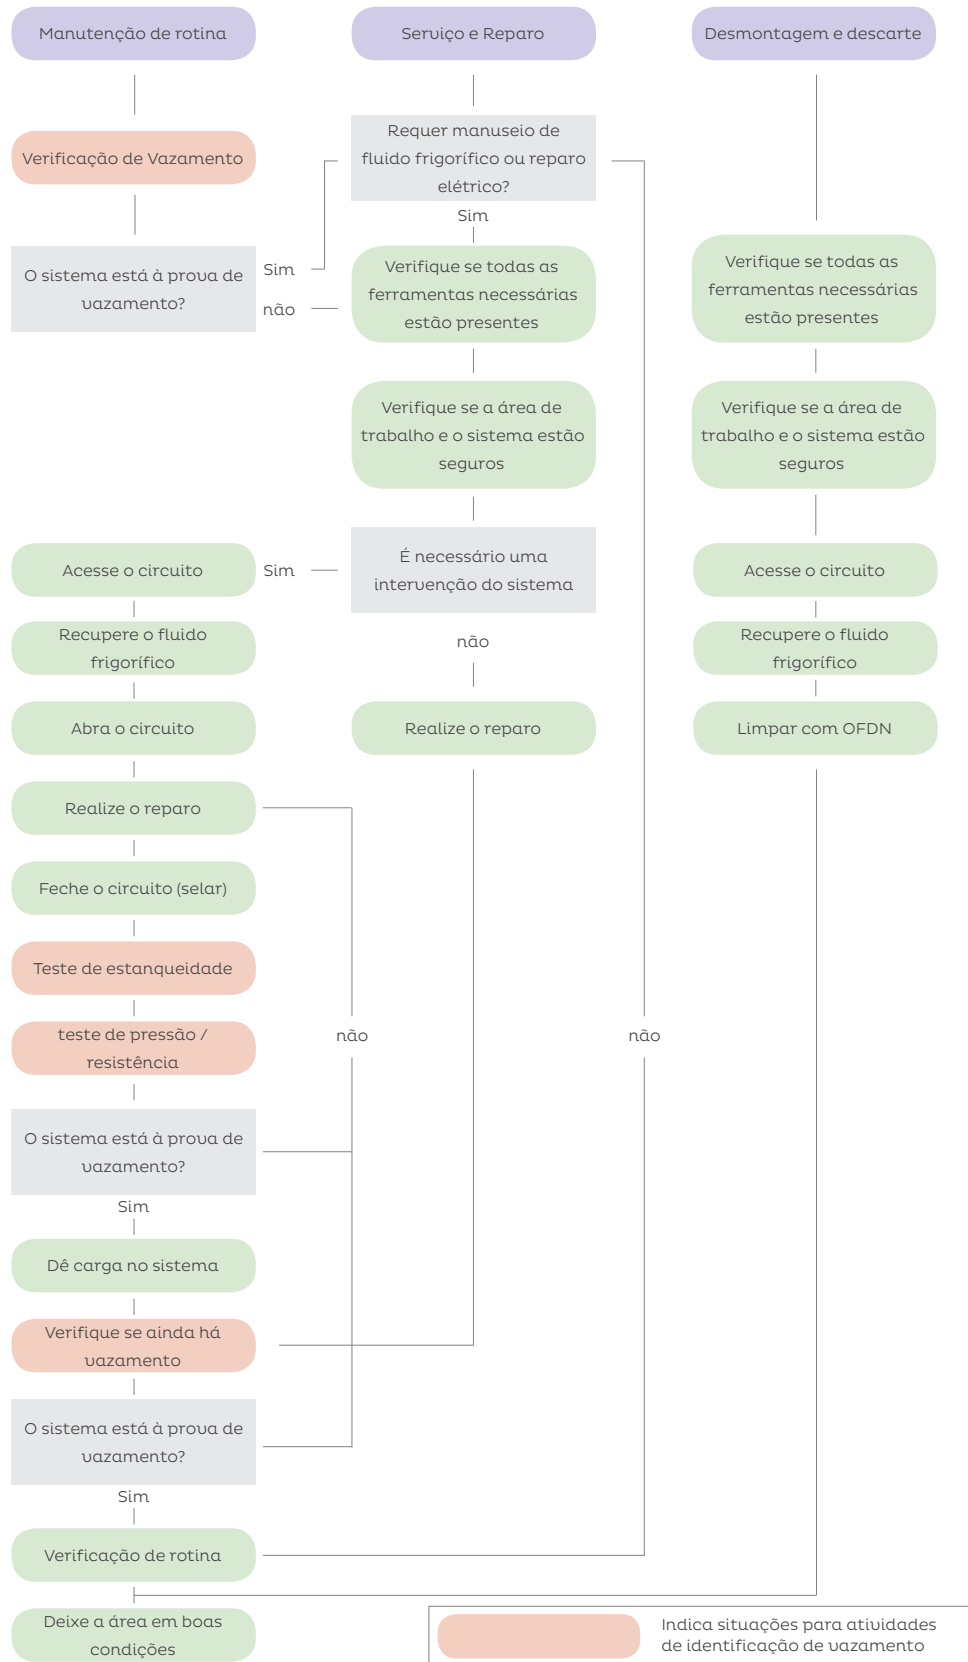 Manutenção de rotina
Verificação de Vazamento
O sistema está à prova de
vazamento?
Sim
não
Serviço e Reparo
Requer manuseio de
fluido frigorífico ou reparo
elétrico?
Sim
Verifique se todas as
ferramentas necessárias
estão presentes
Verifique se a área de
trabalho e o sistema estão
seguros
É necessário uma
intervenção do sistema
Sim
não
Realize o reparo
Desmontagem e descarte
Verifique se todas as
ferramentas necessárias
estão presentes
Verifique se a área de
trabalho e o sistema estão
seguros
Acesse o circuito
Recupere o fluido
frigorífico
Limpar com OFDN
Acesse o circuito
Recupere o fluido
frigorífico
Abra o circuito
Realize o reparo
Feche o circuito (selar)
Teste de estanqueidade
teste de pressão /
resistência
não
não
O sistema está à prova de
vazamento?
Sim
Dê carga no sistema
Verifique se ainda há
vazamento
O sistema está à prova de
vazamento?
Sim
Verificação de rotina
Deixe a área em boas
condições
Indica situações para atividades
de identificação de vazamento